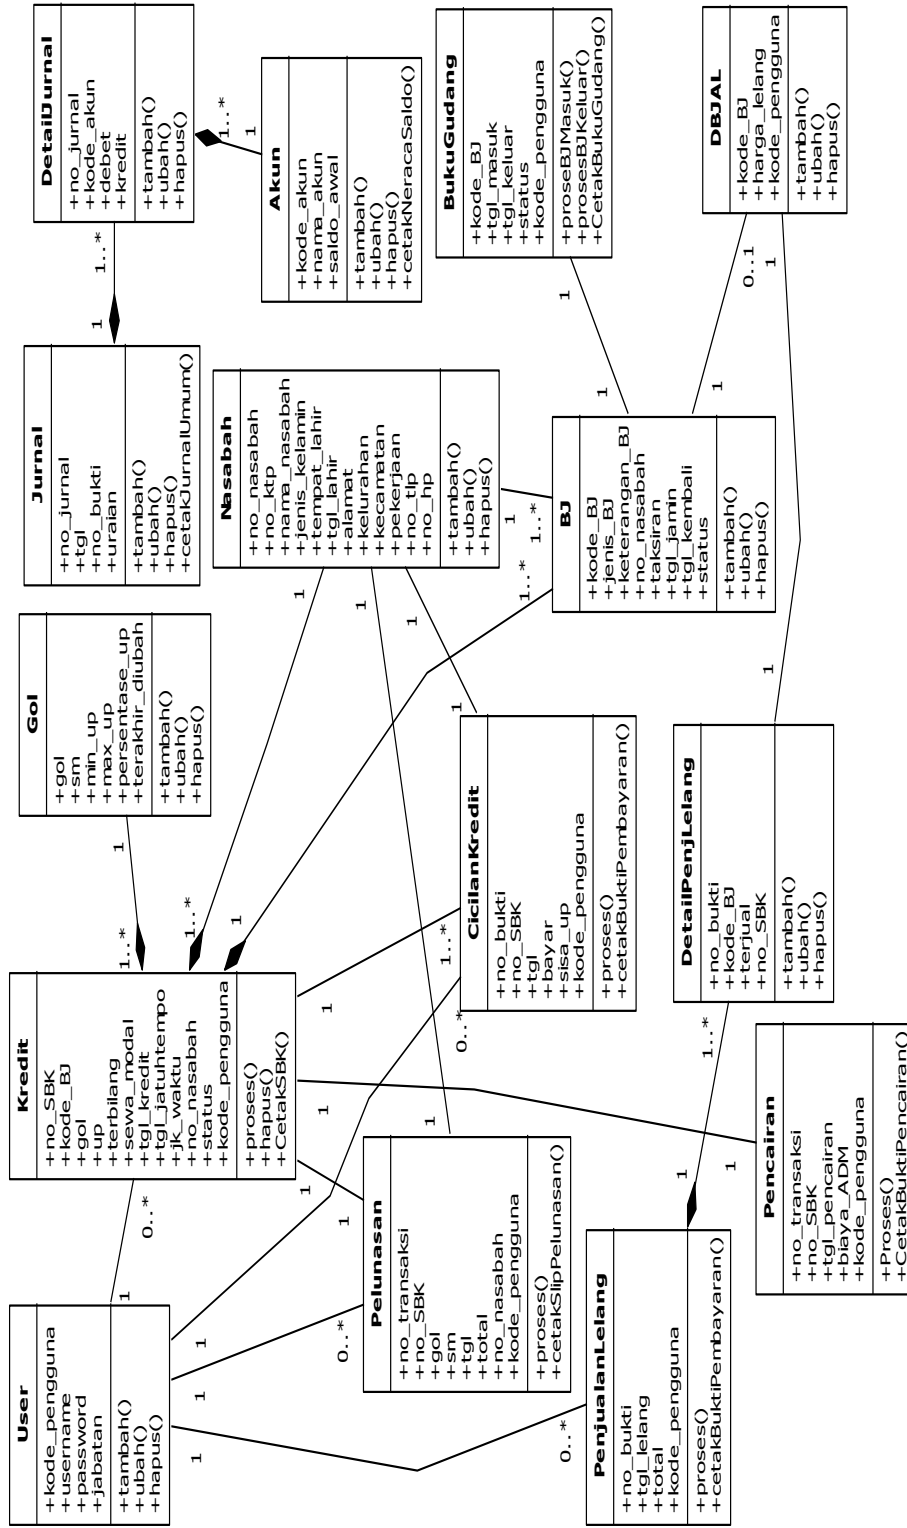 User
+kode_pengguna
+username
+password
+jabatan
+tambah()
+ubah()
+hapus()
1
0..*
1
1
1
Kredit
+no_SBK
+kode_BJ
+gol
+up
+terbilang
+sewa_modal
+tgl_kredit
+tgl_jatuhtempo
+jk_waktu
+no_nasabah
+status
+kode_pengguna
+proses()
+hapus()
+CetakSBK()
1..*
1..*
1
1
1
1
Gol
+gol
+sm
+min_up
+max_up
+persentase_up
+terakhir_diubah
+tambah()
+ubah()
+hapus()
1
Jurnal
+no_jurnal
+tgl
+no_bukti
+uraian
+tambah()
+ubah()
+hapus()
+cetakJurnalUmum()
1
1..*
DetailJurnal
+no_jurnal
+kode_akun
+debet
+kredit
+tambah()
+ubah()
+hapus()
1..*
1
Akun
+kode_akun
+nama_akun
+saldo_awal
+tambah()
+ubah()
+hapus()
+cetakNeracaSaldo()
Nasabah
+no_nasabah
+no_ktp
+nama_nasabah
+jenis_kelamin
+tempat_lahir
+tgl_lahir
+alamat
+kelurahan
+kecamatan
+pekerjaan
+no_tlp
+no_hp
+tambah()
+ubah()
+hapus()
1
1
1
1
1..*
1..*
Pelunasan
+no_transaksi
+no_SBK
+gol
+sm
+tgl
+total
+no_nasabah
+kode_pengguna
+proses()
+cetakSlipPelunasan()
0..*
1
1
CicilanKredit
+no_bukti
+no_SBK
+tgl
+bayar
+sisa_up
+kode_pengguna
+proses()
+cetakBuktiPembayaran()
0..*
1..*
1
BukuGudang
+kode_BJ
+tgl_masuk
+tgl_keluar
+status
+kode_pengguna
+proseBJMasuk()
+prosesBJKeluar()
+CetakBukuGudang()
1
1
BJ
+kode_BJ
+jenis_BJ
+keterangan_BJ
+no_nasabah
+taksiran
+tgl_jamin
+tgl_kembali
+status
+tambah()
+ubah()
+hapus()
1
0..1
1
DBJAL
+kode_BJ
+harga_lelang
+kode_pengguna
+tambah()
+ubah()
+hapus()
PenjualanLelang
+no_bukti
+tgl_lelang
+total
+kode_pengguna
+proses()
+cetakBuktiPembayaran()
0..*
1
1..*
DetailPenjLelang
+no_bukti
+kode_BJ
+terjual
+no_SBK
+tambah()
+ubah()
+hapus()
1
Pencairan
+no_transaksi
+no_SBK
+tgl_pencairan
+biaya_ADM
+kode_pengguna
+Proses()
+CetakBuktiPencairan()
1